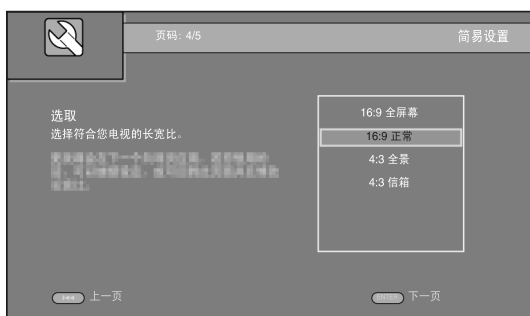 页码: 4/5
简易设置
选取
选择符合您电视的长宽比。
16:9 全屏幕
16:9 正常
4:3 全景
4:3 信箱
上一页
ENTER 下一页